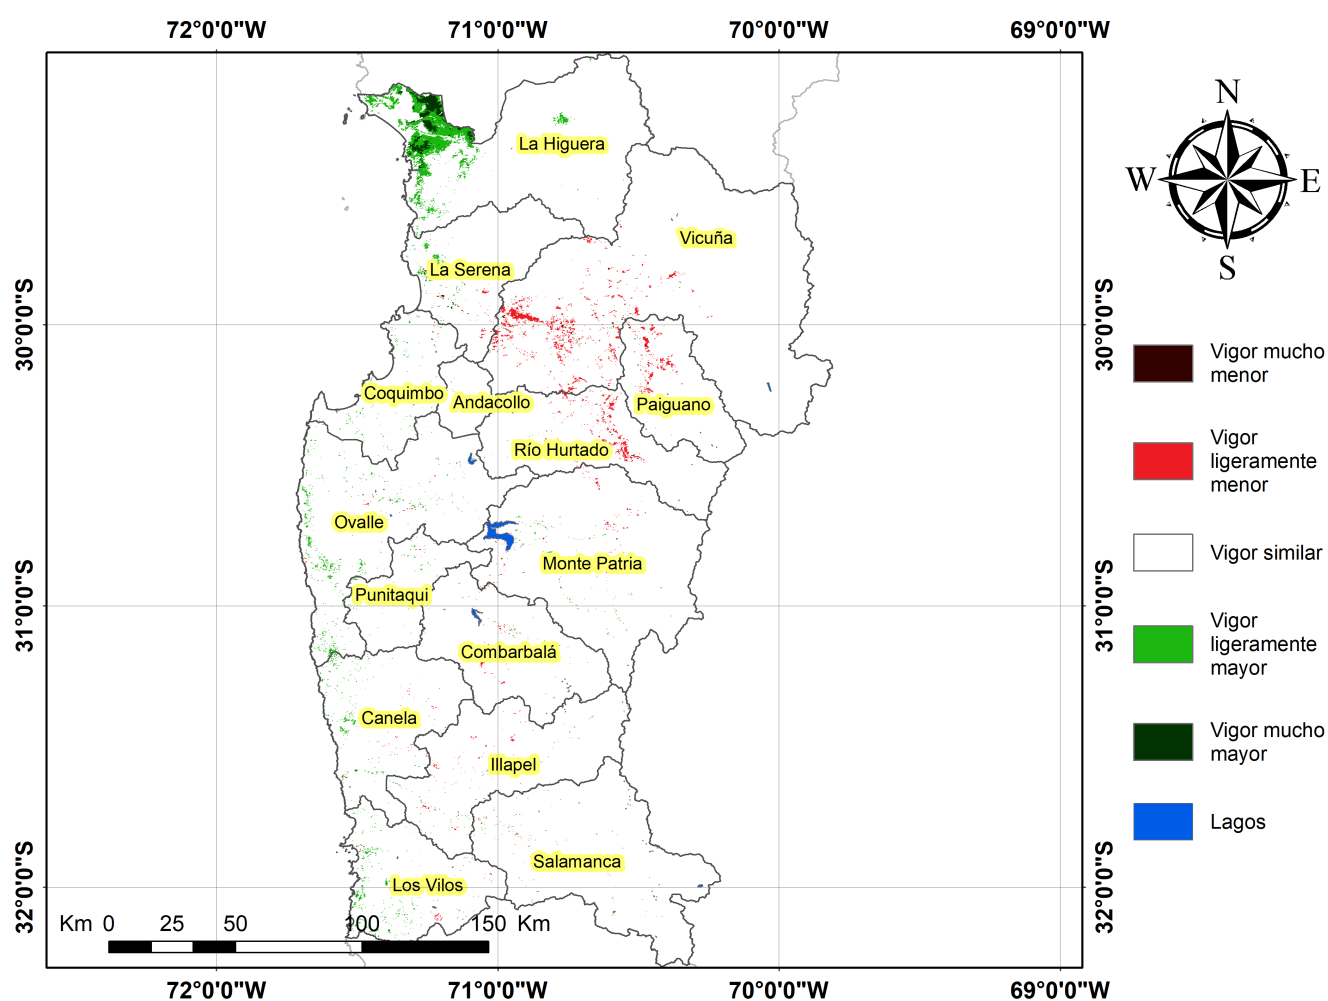 72°0'0"W 71°0'0"W 70°0'0"W 69°0'0"W
30°0'0"S
31°0'0"S
32°0'0"S
La Higuera
Vicuña
La Serena
Coquimbo
Andacollo
Paiguano
Río Hurtado
Ovalle
Monte Patria
Punitaqui
Combarbalá
Canela
Illapel
Salamanca
Los Vilos
Km 0 25 50 100 150 Km
30°0'0"S
31°0'0"S
32°0'0"S
72°0'0"W 71°0'0"W 70°0'0"W 69°0'0"W
N
W E
S
Vigor mucho
menor
Vigor
ligeramente
menor
Vigor similar
Vigor
ligeramente
mayor
Vigor mucho
mayor
Lagos